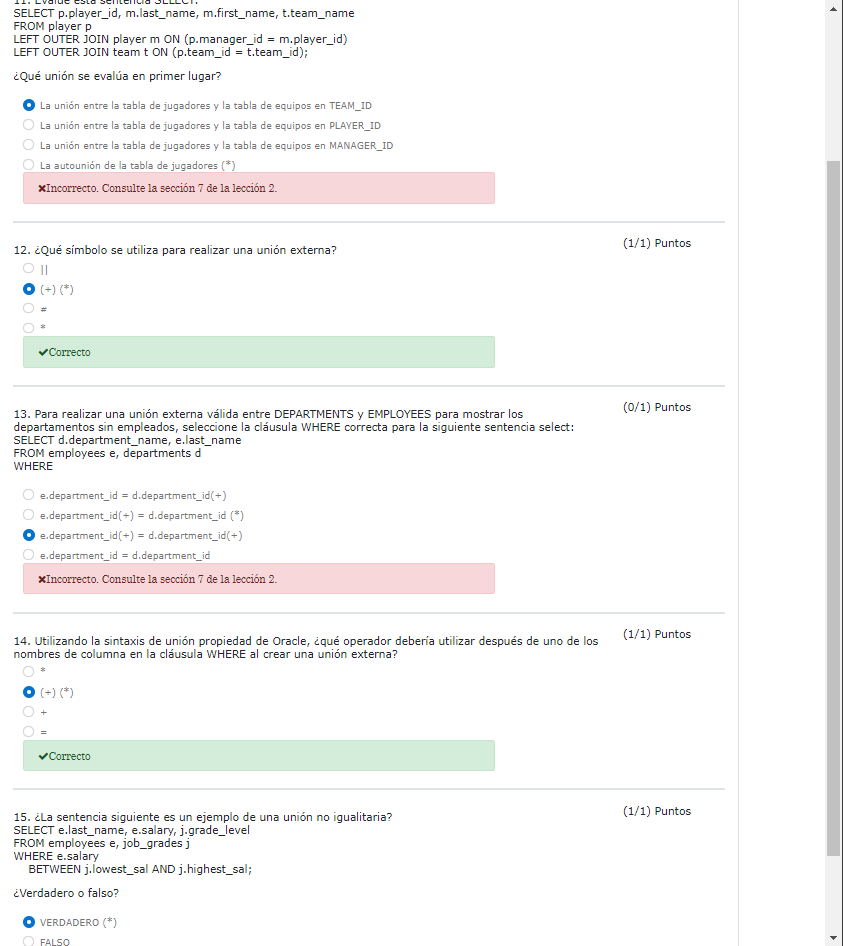 11. Evalúe esta sentencia SELECT:
SELECT p.player_id, m.last_name, m.first_name, t.team_name
FROM player p
LEFT OUTER JOIN player m ON (p.manager_id = m.player_id)
LEFT OUTER JOIN team t ON (p.team_id = t.team_id);
¿Qué unión se evalúa en primer lugar?
La unión entre la tabla de jugadores y la tabla de equipos en TEAM_ID
La unión entre la tabla de jugadores y la tabla de equipos en PLAYER_ID
La unión entre la tabla de jugadores y la tabla de equipos en MANAGER_ID
La autounión de la tabla de jugadores (*)
Incorrecto. Consulte la sección 7 de la lección 2.
12. ¿Qué símbolo se utiliza para realizar una unión externa? (1/1) Puntos
||
(+) (*)
#
*
Correcto
13. Para realizar una unión externa válida entre DEPARTMENTS y EMPLOYEES para mostrar los (0/1) Puntos
departamentos sin empleados, seleccione la cláusula WHERE correcta para la siguiente sentencia select:
SELECT d.department_name, e.last_name
FROM employees e, departments d
WHERE
e.department_id = d.department_id(+)
e.department_id(+) = d.department_id (*)
e.department_id(+) = d.department_id(+)
e.department_id = d.department_id
Incorrecto. Consulte la sección 7 de la lección 2.
14. Utilizando la sintaxis de unión propiedad de Oracle, ¿qué operador debería utilizar después de uno de los (1/1) Puntos
nombres de columna en la cláusula WHERE al crear una unión externa?
*
(+) (*)
+
=
Correcto
15. ¿La sentencia siguiente es un ejemplo de una unión no igualitaria? (1/1) Puntos
SELECT e.last_name, e.salary, j.grade_level
FROM employees e, job_grades j
WHERE e.salary
BETWEEN j.lowest_sal AND j.highest_sal;
¿Verdadero o falso?
VERDADERO (*)
FALSO